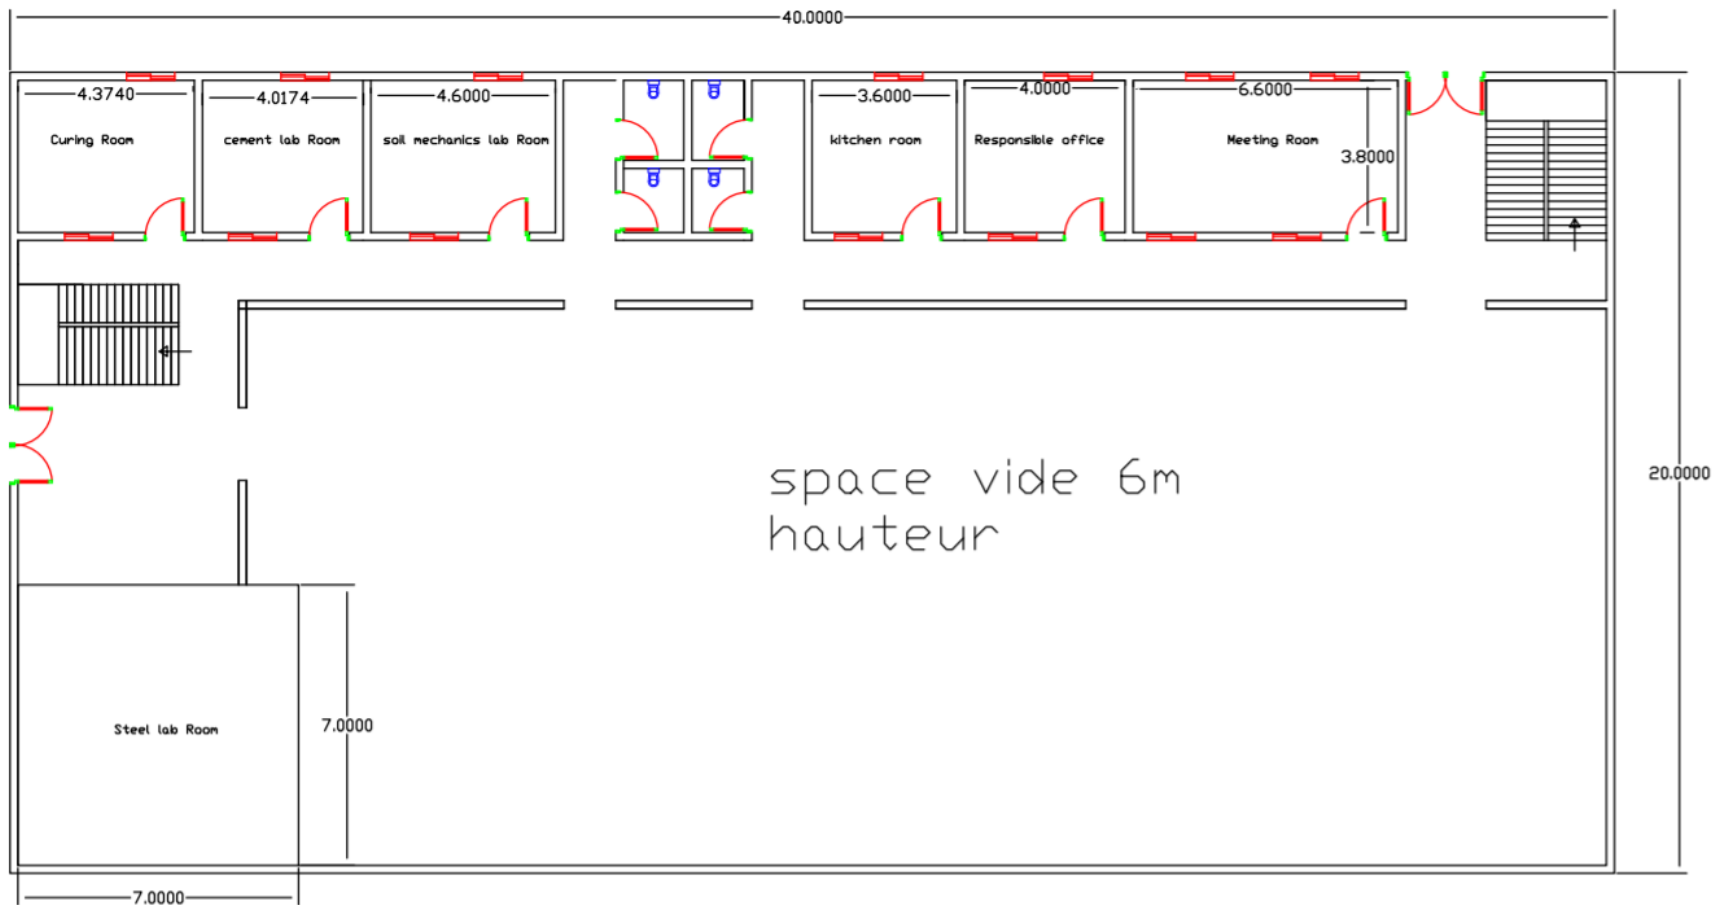 40.0000
4.3740
4.0174
4.6000
3.6000
4.0000
6.6000
Curing Room
cement lab Room
soil mechanics lab Room
kitchen room
Responsible office
Meeting Room
3.8000
space vide 6m
hauteur
20.0000
Steel lab Room
7.0000
7.0000